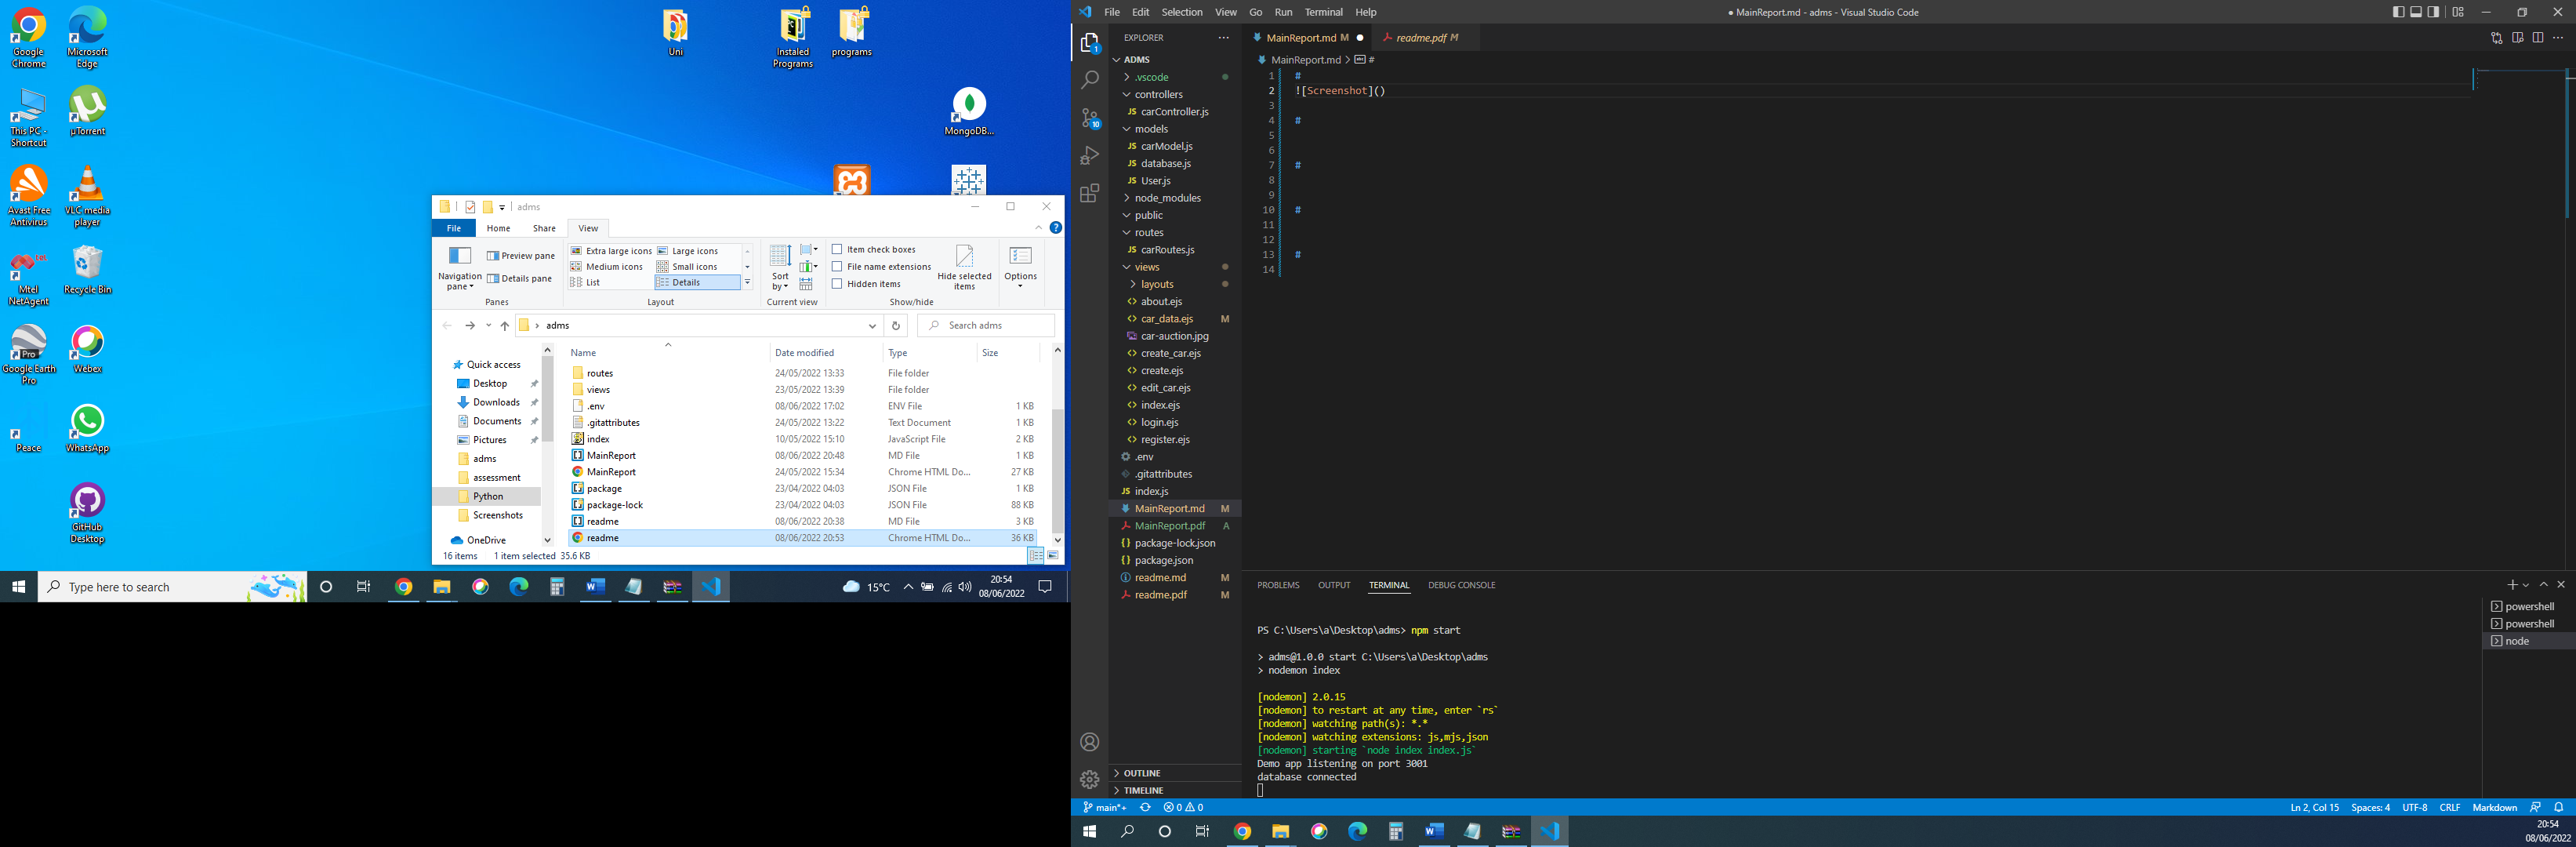 Google Chrome
Microsoft Edge
This PC - Shortcut
µTorrent
Avast Free Antivirus
VLC media player
Mtel NetAgent
Recycle Bin
Google Earth Pro
Webex
Peace
WhatsApp
GitHub Desktop
Uni
Instaled Programs
programs
MongoDB...
adms
File
Home
Share
View
Navigation pane
Preview pane
Details pane
Panes
Extra large icons
Large icons
Medium icons
Small icons
List
Details
Layout
Sort by
Current view
Item check boxes
File name extensions
Hidden items
Hide selected items
Show/hide
Options
adms
Search adms
Quick access
Desktop
Downloads
Documents
Pictures
adms
assessment
Python
Screenshots
OneDrive
Name Date modified Type Size
routes 24/05/2022 13:33 File folder
views 23/05/2022 13:39 File folder
.env 08/06/2022 17:02 ENV File 1 KB
.gitattributes 24/05/2022 13:22 Text Document 1 KB
index 10/05/2022 15:10 JavaScript File 2 KB
MainReport 08/06/2022 20:48 MD File 1 KB
MainReport 24/05/2022 15:34 Chrome HTML Do... 27 KB
package 23/04/2022 04:03 JSON File 1 KB
package-lock 23/04/2022 04:03 JSON File 88 KB
readme 08/06/2022 20:38 MD File 3 KB
readme 08/06/2022 20:53 Chrome HTML Do... 36 KB
16 items 1 item selected 35.6 KB
Type here to search
15°C
20:54
08/06/2022
File Edit Selection View Go Run Terminal Help
● MainReport.md - adms - Visual Studio Code
EXPLORER
1
10
ADMS
.vscode
controllers
JS carController.js
models
JS carModel.js
JS database.js
JS User.js
node_modules
public
routes
JS carRoutes.js
views
layouts
<> about.ejs
<> car_data.ejs M
car-auction.jpg
<> create_car.ejs
<> create.ejs
<> edit_car.ejs
<> index.ejs
<> login.ejs
<> register.ejs
.env
.gitattributes
JS index.js
MainReport.md M
MainReport.pdf A
{} package-lock.json
{} package.json
readme.md M
readme.pdf M
OUTLINE
TIMELINE
MainReport.md M ●
readme.pdf M
MainReport.md > #
1 #
2 ![Screenshot]()
3
4 #
5
6
7 #
8
9
10 #
11
12
13 #
14
PROBLEMS OUTPUT TERMINAL DEBUG CONSOLE
PS C:\Users\a\Desktop\adms> npm start
> adms@1.0.0 start C:\Users\a\Desktop\adms
> nodemon index
[nodemon] 2.0.15
[nodemon] to restart at any time, enter `rs`
[nodemon] watching path(s): *.*
[nodemon] watching extensions: js,mjs,json
[nodemon] starting `node index index.js`
Demo app listening on port 3001
database connected
powershell
powershell
node
main*+
0 0
Ln 2, Col 15 Spaces: 4 UTF-8 CRLF Markdown
20:54
08/06/2022